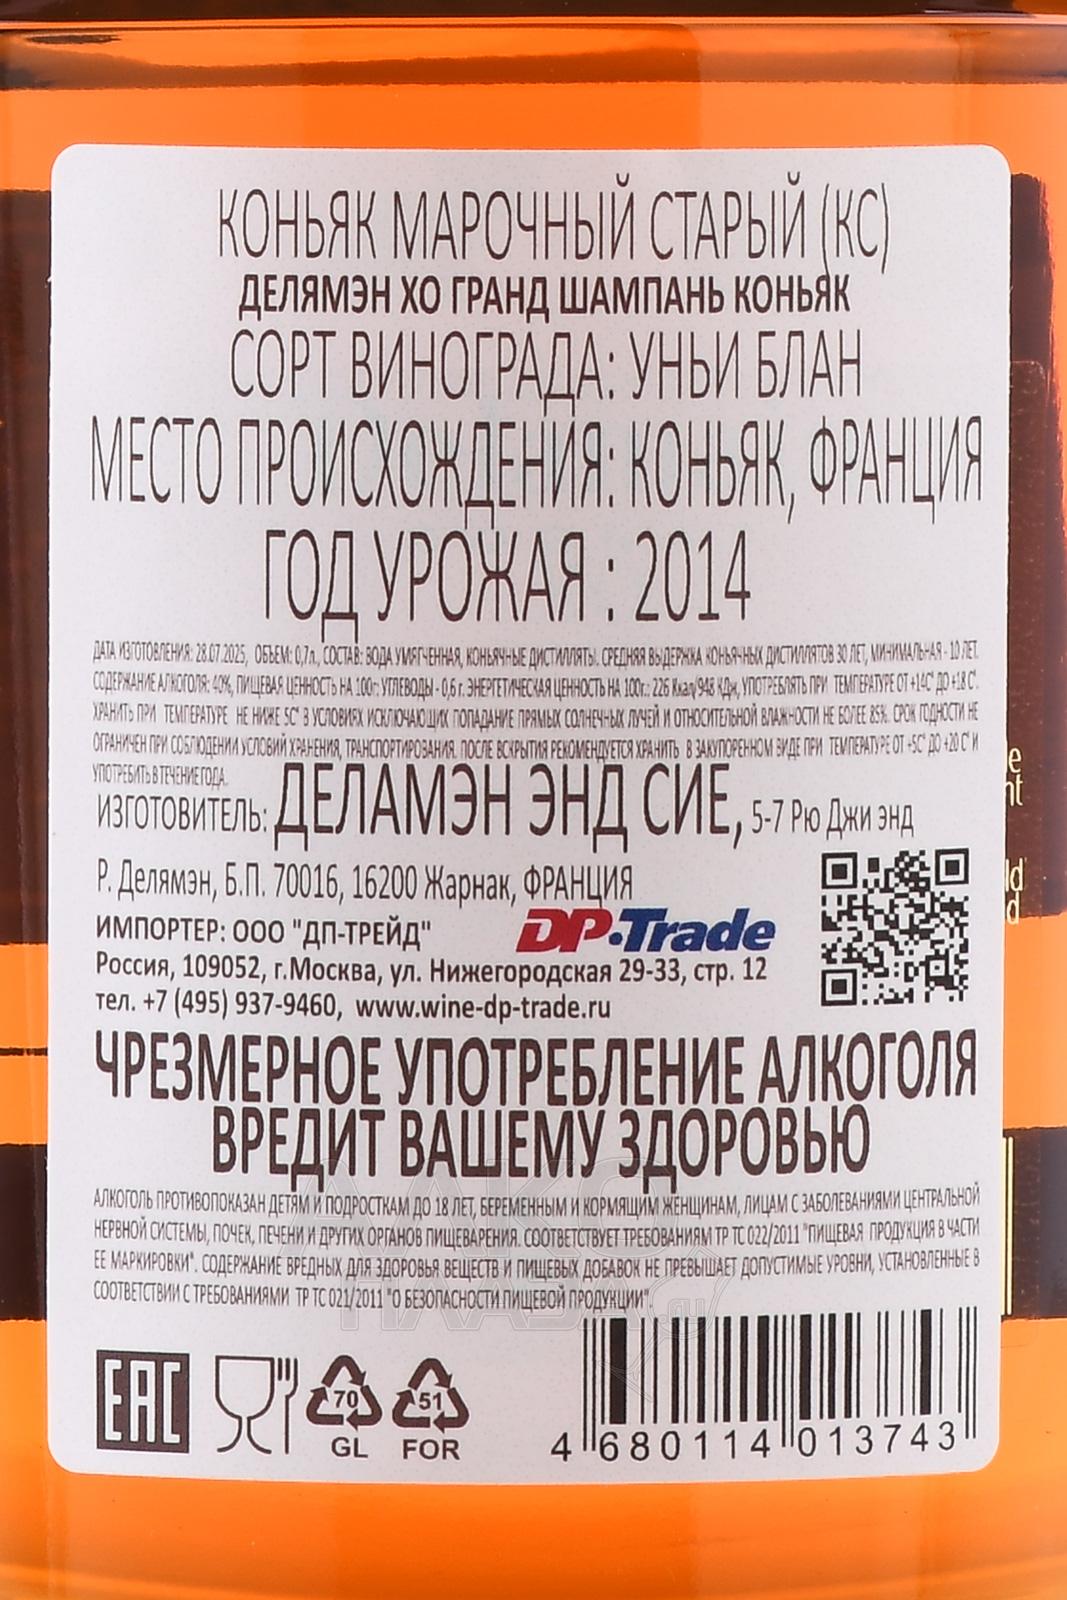 КОНЬЯК МАРОЧНЫЙ СТАРЫЙ (КС)
ДЕЛЯМЭН ХО ГРАНД ШАМПАНЬ КОНЬЯК
СОРТ ВИНОГРАДА: УНЬИ БЛАН
МЕСТО ПРОИСХОЖДЕНИЯ: КОНЬЯК, ФРАНЦИЯ
ГОД УРОЖАЯ : 2014
ДАТА ИЗГОТОВЛЕНИЯ: 28.07.2025, ОБЪЕМ: 0,7л., СОСТАВ: ВОДА УМЯГЧЕННАЯ, КОНЬЯЧНЫЕ ДИСТИЛЛЯТЫ. СРЕДНЯЯ ВЫДЕРЖКА КОНЬЯЧНЫХ ДИСТИЛЛЯТОВ 30 ЛЕТ, МИНИМАЛЬНАЯ - 10 ЛЕТ.
СОДЕРЖАНИЕ АЛКОГОЛЯ: 40%, ПИЩЕВАЯ ЦЕННОСТЬ НА 100г: УГЛЕВОДЫ - 0,6 г. ЭНЕРГЕТИЧЕСКАЯ ЦЕННОСТЬ НА 100г.: 226 Ккал/948 КДж, УПОТРЕБЛЯТЬ ПРИ ТЕМПЕРАТУРЕ ОТ +14С° ДО +18 С°.
ХРАНИТЬ ПРИ ТЕМПЕРАТУРЕ НЕ НИЖЕ 5С° В УСЛОВИЯХ ИСКЛЮЧАЮЩИХ ПОПАДАНИЕ ПРЯМЫХ СОЛНЕЧНЫХ ЛУЧЕЙ И ОТНОСИТЕЛЬНОЙ ВЛАЖНОСТИ НЕ БОЛЕЕ 85%. СРОК ГОДНОСТИ НЕ
ОГРАНИЧЕН ПРИ СОБЛЮДЕНИИ УСЛОВИЙ ХРАНЕНИЯ, ТРАНСПОРТИРОВАНИЯ. ПОСЛЕ ВСКРЫТИЯ РЕКОМЕНДУЕТСЯ ХРАНИТЬ В ЗАКУПОРЕННОМ ВИДЕ ПРИ ТЕМПЕРАТУРЕ ОТ +5С° ДО +20 С° И
УПОТРЕБИТЬ В ТЕЧЕНИЕ ГОДА.
ИЗГОТОВИТЕЛЬ: ДЕЛАМЭН ЭНД СИЕ, 5-7 Рю Джи энд
Р. Делямэн, Б.П. 70016, 16200 Жарнак, ФРАНЦИЯ
ИМПОРТЕР: ООО "ДП-ТРЕЙД" DP-Trade
Россия, 109052, г.Москва, ул. Нижегородская 29-33, стр. 12
тел. +7 (495) 937-9460, www.wine-dp-trade.ru
ЧРЕЗМЕРНОЕ УПОТРЕБЛЕНИЕ АЛКОГОЛЯ
ВРЕДИТ ВАШЕМУ ЗДОРОВЬЮ
АЛКОГОЛЬ ПРОТИВОПОКАЗАН ДЕТЯМ И ПОДРОСТКАМ ДО 18 ЛЕТ, БЕРЕМЕННЫМ И КОРМЯЩИМ ЖЕНЩИНАМ, ЛИЦАМ С ЗАБОЛЕВАНИЯМИ ЦЕНТРАЛЬНОЙ
НЕРВНОЙ СИСТЕМЫ, ПОЧЕК, ПЕЧЕНИ И ДРУГИХ ОРГАНОВ ПИЩЕВАРЕНИЯ. СООТВЕТСТВУЕТ ТРЕБОВАНИЯМ ТР ТС 022/2011 "ПИЩЕВАЯ ПРОДУКЦИЯ В ЧАСТИ
ЕЕ МАРКИРОВКИ". СОДЕРЖАНИЕ ВРЕДНЫХ ДЛЯ ЗДОРОВЬЯ ВЕЩЕСТВ И ПИЩЕВЫХ ДОБАВОК НЕ ПРЕВЫШАЕТ ДОПУСТИМЫЕ УРОВНИ, УСТАНОВЛЕННЫЕ В
СООТВЕТСТВИИ С ТРЕБОВАНИЯМИ ТР ТС 021/2011 "О БЕЗОПАСНОСТИ ПИЩЕВОЙ ПРОДУКЦИИ".
EAC
70 51
GL FOR
4 680114 013743